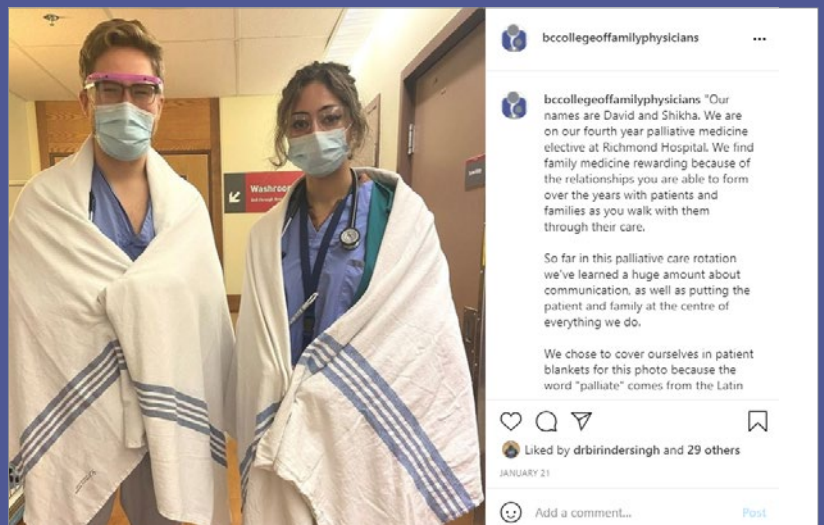 bccollegeoffamilyphysicians
bccollegeoffamilyphysicians "Our
names are David and Shikha. We are
on our fourth year palliative medicine
elective at Richmond Hospital. We find
family medicine rewarding because of
the relationships you are able to form
over the years with patients and
families as you walk with them
through their care.
So far in this palliative care rotation
we've learned a huge amount about
communication, as well as putting the
patient and family at the centre of
everything we do.
We chose to cover ourselves in patient
blankets for this photo because the
word "palliate" comes from the Latin
Liked by drbirindersingh and 29 others
JANUARY 21
Add a comment...
Post
Washroo